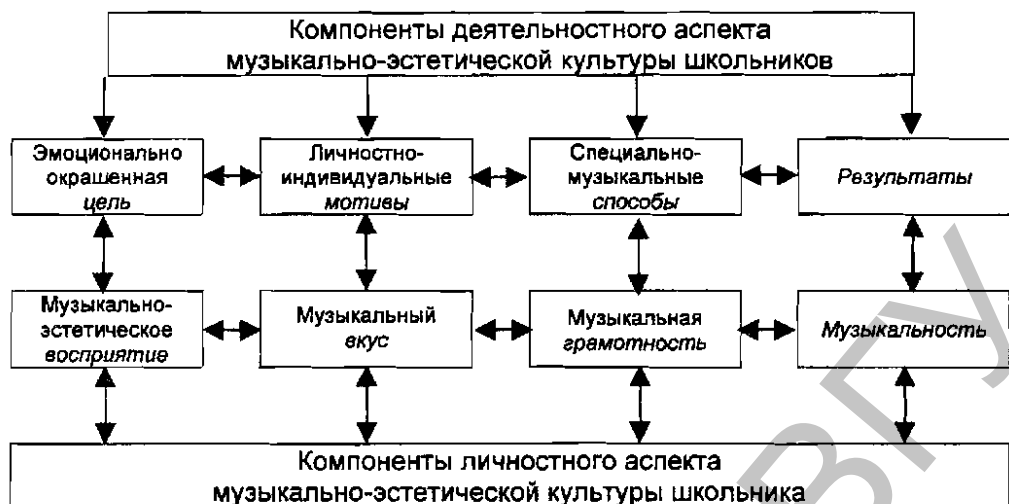 Компоненты деятельностного аспекта
музыкально-эстетической культуры школьников
Эмоционально
окрашенная
цель
Личностно-
индивидуальные
мотивы
Специально-
музыкальные
способы
Результаты
Музыкально-
эстетическое
восприятие
Музыкальный
вкус
Музыкальная
грамотность
Музыкальность
Компоненты личностного аспекта
музыкально-эстетической культуры школьника
ВГУ